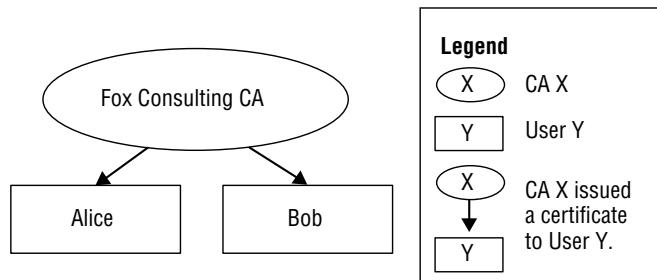 Fox Consulting CA
Alice
Bob
Legend
X
CA X
Y
User Y
X
CA X issued
a certificate
to User Y.
Y